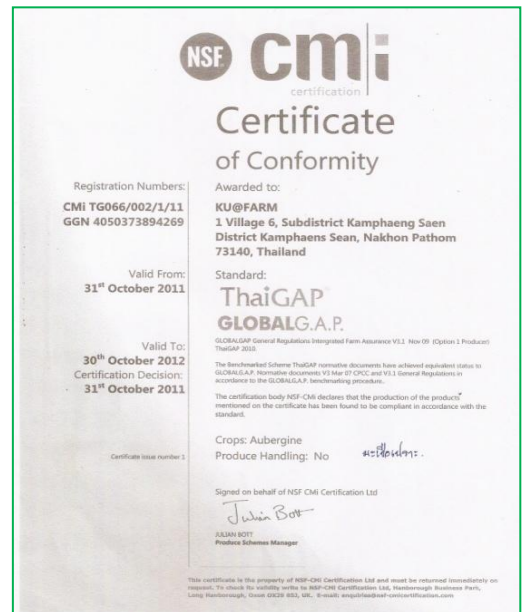 NSF cmi
certification
Certificate
of Conformity
Registration Numbers:
CMi TG066/002/1/11
GGN 4050373894269
Awarded to:
KU@FARM
1 Village 6, Subdistrict Kamphaeng Saen
District Kamphaens Sean, Nakhon Pathom
73140, Thailand
Valid From:
31st October 2011
Standard:
ThaiGAP
GLOBALG.A.P.
GLOBALGAP General Regulations Intergrated Farm Assurance V3.1 Nov 09 (Option 1 Producer)
ThaiGAP 2010.
Valid To:
30th October 2012
Certification Decision:
31st October 2011
The Benchmarked Scheme ThaiGAP normative documents have achieved equivalent status to
GLOBALG.A.P. Normative documents V3 Mar 07 CPCC and V3.1 General Regulations in
accordance to the GLOBALG.A.P. benchmarking procedure.
The certification body NSF-CMi declares that the production of the products
mentioned on the certificate has been found to be compliant in accordance with the
standard.
Crops: Aubergine
Produce Handling: No
มะเขือเปราะ
Certificate issue number 1
Signed on behalf of NSF CMi Certification Ltd
Julian Bott
JULIAN BOTT
Produce Schemes Manager
This certificate is the property of NSF-CMi Certification Ltd and must be returned immediately on
request. To check its validity write to NSF-CMi Certification Ltd, Hanborough Business Park,
Long Hanborough, Oxon OX29 8SJ, UK. E-mail: enquiries@nsf-cmicertification.com